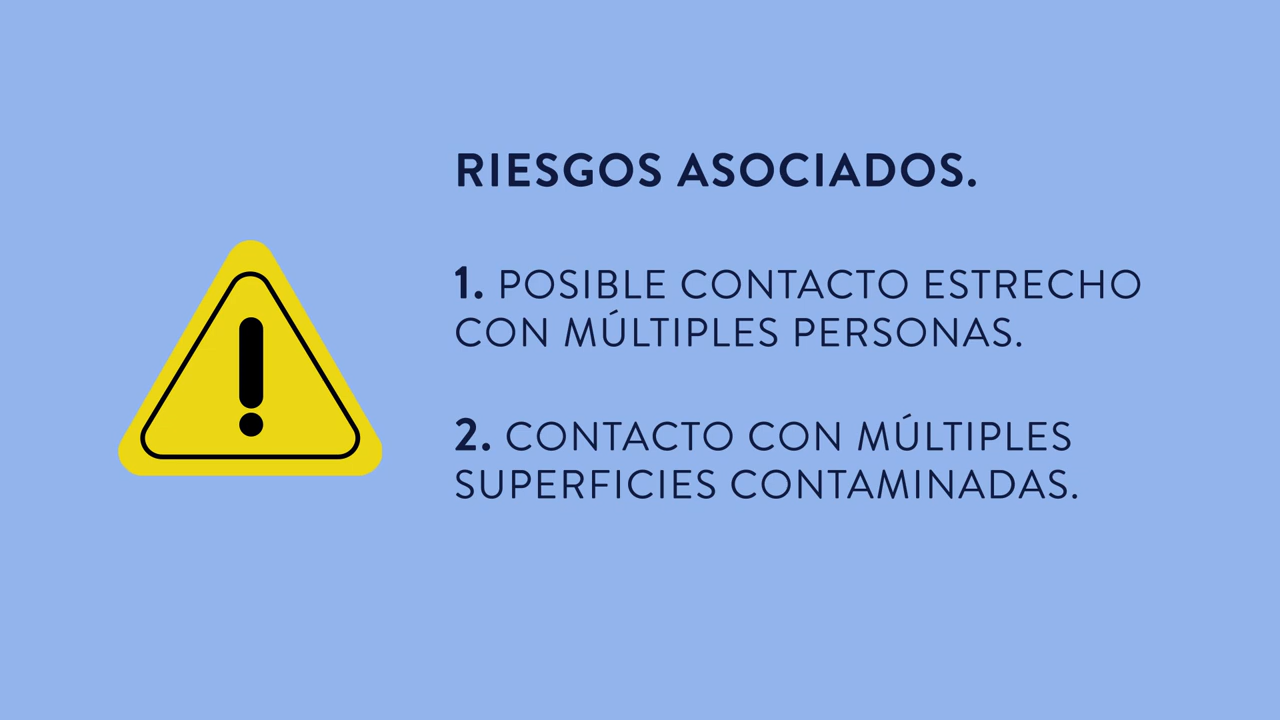 RIESGOS ASOCIADOS.
1. POSIBLE CONTACTO ESTRECHO
CON MÚLTIPLES PERSONAS.
2. CONTACTO CON MÚLTIPLES
SUPERFICIES CONTAMINADAS.